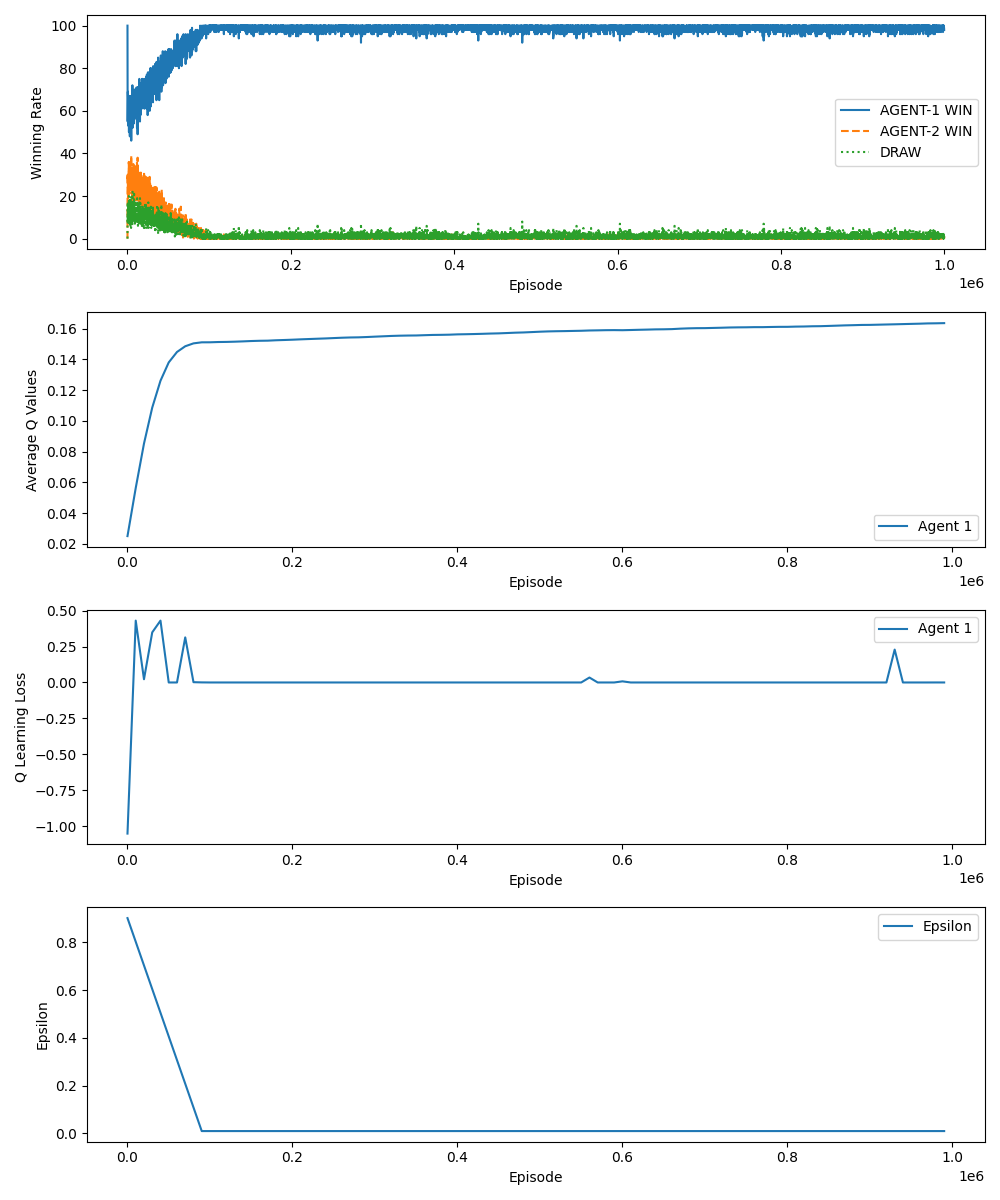 100
80
60
40
20
0
Winning Rate
AGENT-1 WIN
AGENT-2 WIN
DRAW
0.0 0.2 0.4 0.6 0.8 1.0
1e6
Episode
0.16
0.14
0.12
0.10
0.08
0.06
0.04
0.02
Average Q Values
Agent 1
0.0 0.2 0.4 0.6 0.8 1.0
1e6
Episode
0.50
0.25
0.00
−0.25
−0.50
−0.75
−1.00
Q Learning Loss
Agent 1
0.0 0.2 0.4 0.6 0.8 1.0
1e6
Episode
0.8
0.6
0.4
0.2
0.0
Epsilon
Epsilon
0.0 0.2 0.4 0.6 0.8 1.0
1e6
Episode